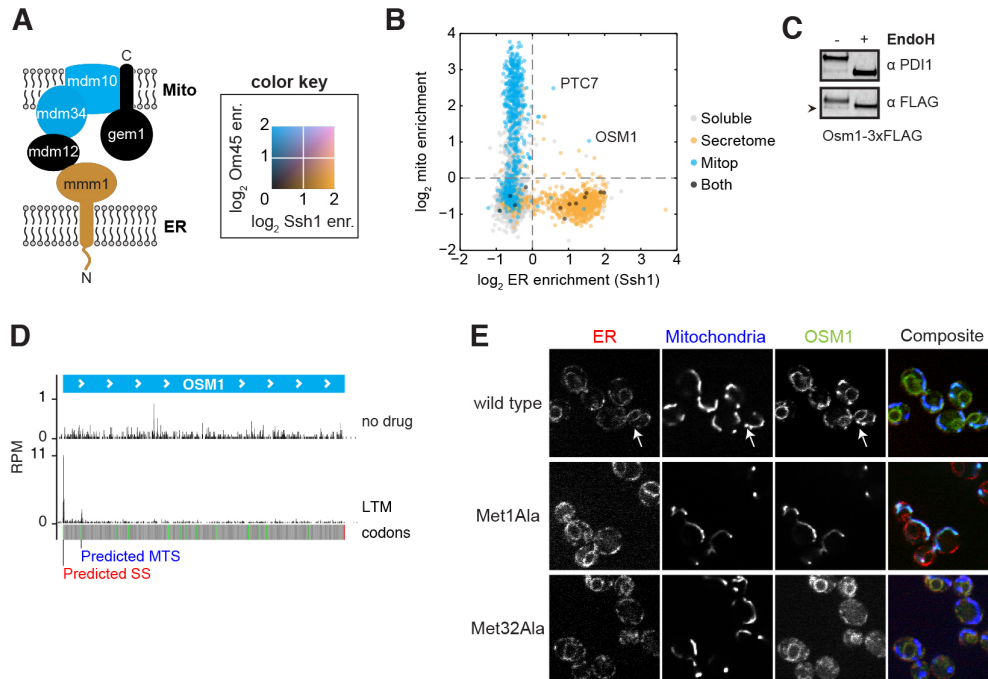 A
C
mdm10
Mito
mdm34
gem1
mdm12
mmm1
ER
N
color key
log2 Om45 enr.
2
1
1 2
log2 Ssh1 enr.
B
log2 mito enrichment
4
3
2
1
0
−1
−2
−2 −1 0 1 2 3 4
log2 ER enrichment (Ssh1)
PTC7
OSM1
Soluble
Secretome
Mitop
Both
C
- + EndoH
α PDI1
α FLAG
Osm1-3xFLAG
D
OSM1
RPM
1
0
no drug
11
0
LTM
codons
Predicted MTS
Predicted SS
E
ER Mitochondria OSM1 Composite
wild type
Met1Ala
Met32Ala